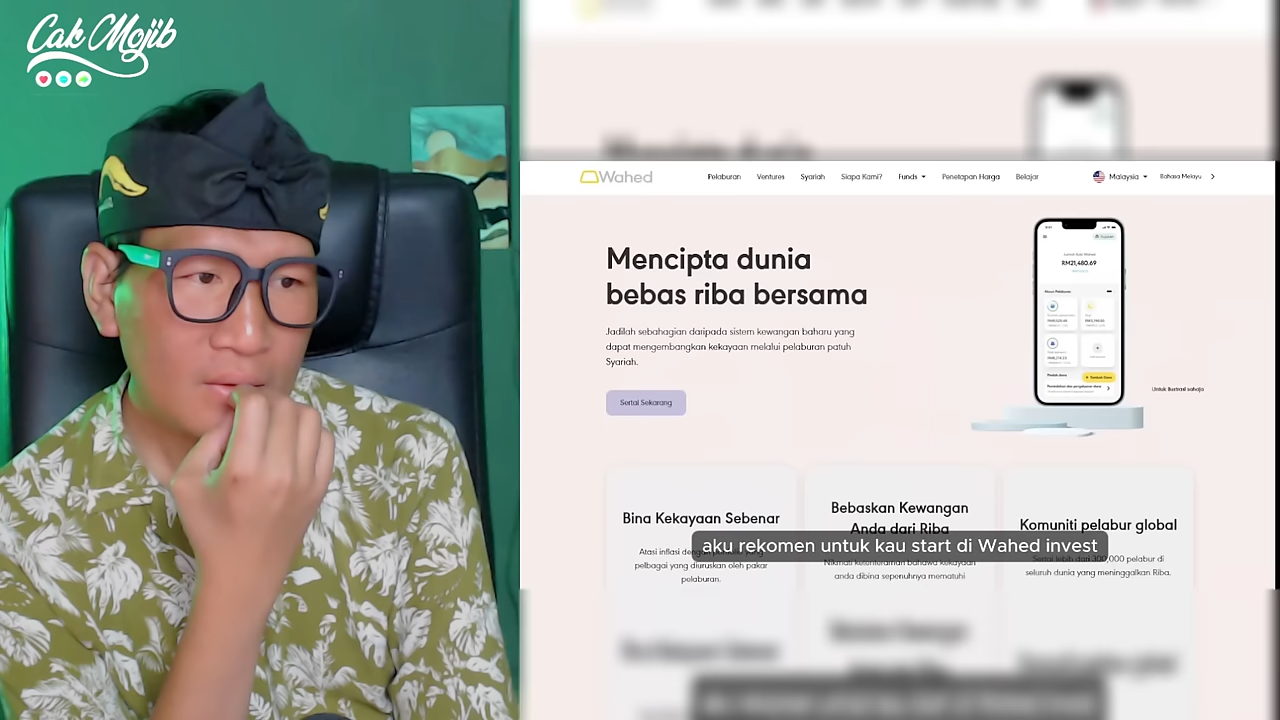 Cak Mojib
Wahed
Pelaburan
Ventures
Syariah
Siapa Kami?
Funds
Penetapan Harga
Belajar
Malaysia
Bahasa Melayu
Mencipta dunia
bebas riba bersama
Jadilah sebahagian daripada sistem kewangan baharu yang
dapat mengembangkan kekayaan melalui pelaburan patuh
Syariah.
Sertai Sekarang
RM21,480.69
Untuk Ilustrasi sahaja
Bina Kekayaan Sebenar
Atasi inflasi
pelbagai yang diuruskan oleh pakar
pelaburan.
Bebaskan Kewangan
Anda dari Riba
anda dibina sepenuhnya mematuhi
Komuniti pelabur global
pelabur di
seluruh dunia yang meninggalkan Riba.
aku rekomen untuk kau start di Wahed invest